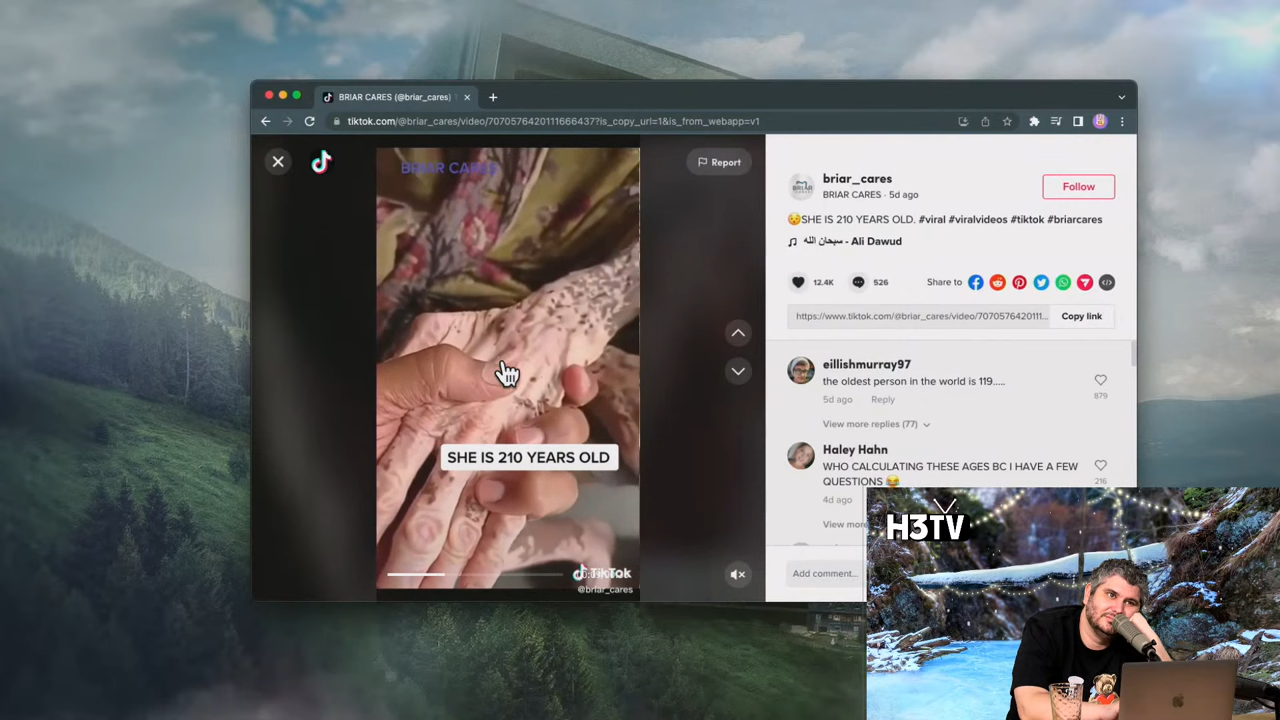 BRIAR CARES (@briar_cares)
tiktok.com/@briar_cares/video/7070576420111666437?is_copy_url=1&is_from_webapp=v1
BRIAR CARES
Report
SHE IS 210 YEARS OLD
TikTok
@briar_cares
briar_cares
BRIAR CARES · 5d ago
Follow
😥SHE IS 210 YEARS OLD. #viral #viralvideos #tiktok #briarcares
سبحان الله - Ali Dawud
12.4K
526
Share to
https://www.tiktok.com/@briar_cares/video/70705764201111...
Copy link
eillishmurray97
the oldest person in the world is 119.....
5d ago
Reply
879
View more replies (77)
Haley Hahn
WHO CALCULATING THESE AGES BC I HAVE A FEW
QUESTIONS 😂
216
4d ago
View more
Add comment...
H3TV